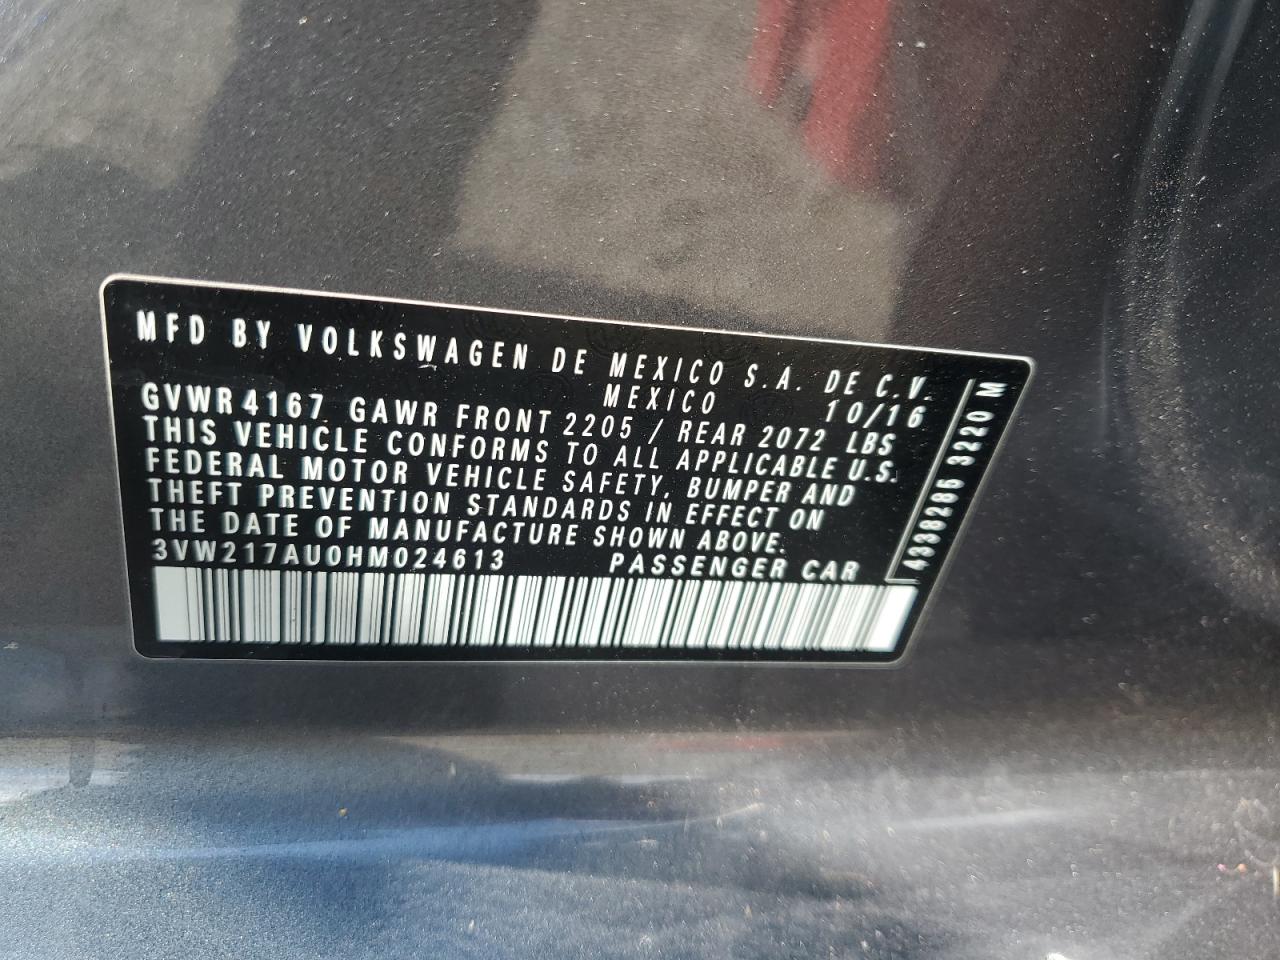 MFD BY VOLKSWAGEN DE MEXICO S.A. DE C.V.
MEXICO 10/16
GVWR 4167 GAWR FRONT 2205 / REAR 2072 LBS
THIS VEHICLE CONFORMS TO ALL APPLICABLE U.S.
FEDERAL MOTOR VEHICLE SAFETY, BUMPER AND
THEFT PREVENTION STANDARDS IN EFFECT ON
THE DATE OF MANUFACTURE SHOWN ABOVE.
3VW217AU0HM024613 PASSENGER CAR
4338286 3220 M